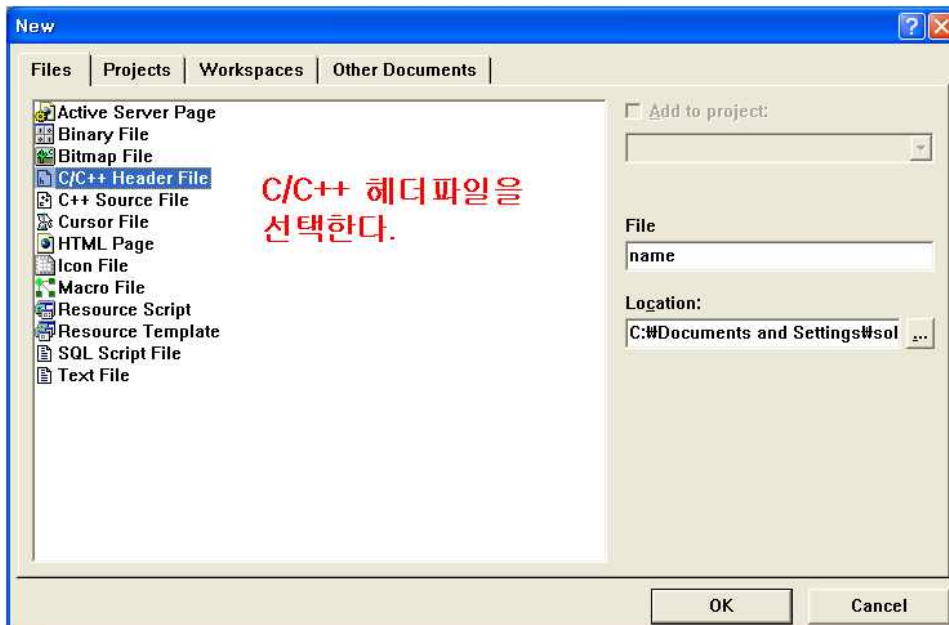 New
Files Projects Workspaces Other Documents
Active Server Page
Binary File
Bitmap File
C/C++ Header File
C++ Source File
Cursor File
HTML Page
Icon File
Macro File
Resource Script
Resource Template
SQL Script File
Text File
C/C++ 헤더파일을
선택한다.
Add to project:
File
name
Location:
C:₩Documents and Settings₩sol ...
OK Cancel